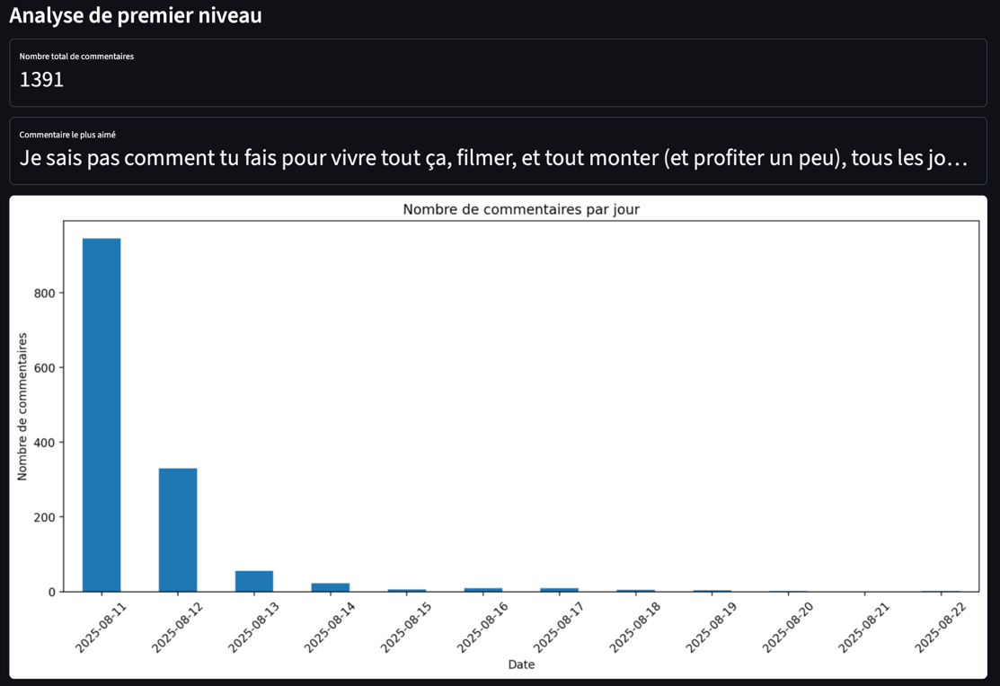 Analyse de premier niveau
Nombre total de commentaires
1391
Commentaire le plus aimé
Je sais pas comment tu fais pour vivre tout ça, filmer, et tout monter (et profiter un peu), tous les jo…
Nombre de commentaires par jour
Nombre de commentaires
800
600
400
200
0
2025-08-11
2025-08-12
2025-08-13
2025-08-14
2025-08-15
2025-08-16
2025-08-17
2025-08-18
2025-08-19
2025-08-20
2025-08-21
2025-08-22
Date